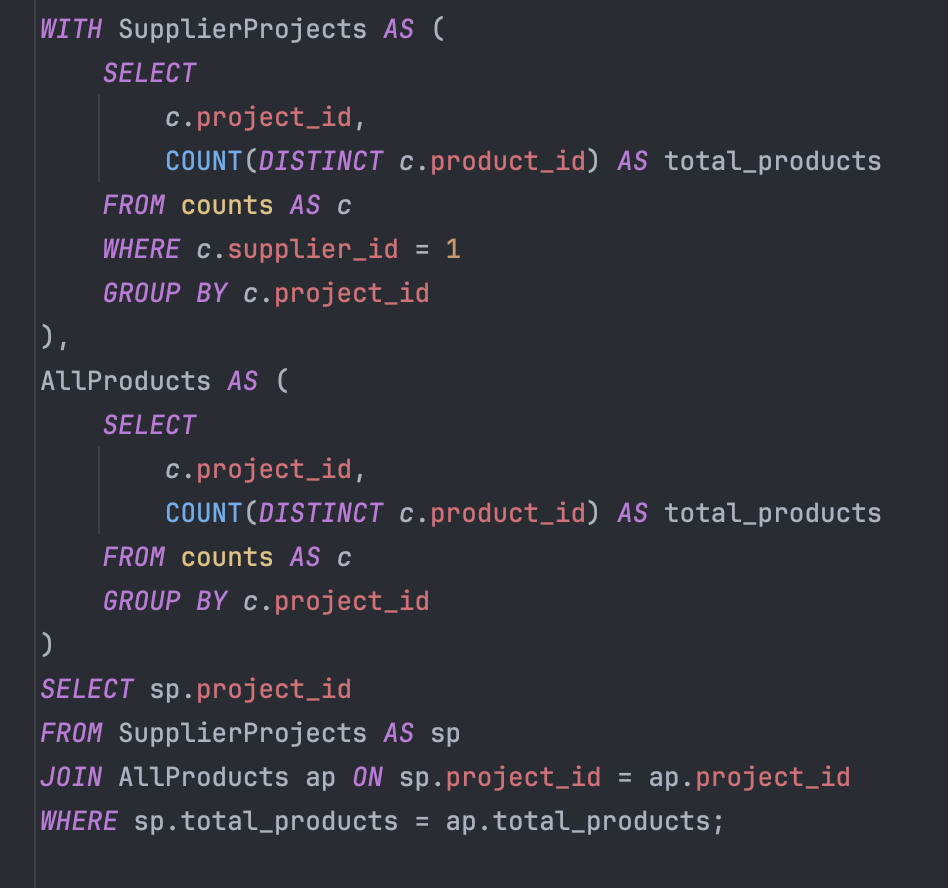 WITH SupplierProjects AS (
    SELECT
        c.project_id,
        COUNT(DISTINCT c.product_id) AS total_products
    FROM counts AS c
    WHERE c.supplier_id = 1
    GROUP BY c.project_id
),
AllProducts AS (
    SELECT
        c.project_id,
        COUNT(DISTINCT c.product_id) AS total_products
    FROM counts AS c
    GROUP BY c.project_id
)
SELECT sp.project_id
FROM SupplierProjects AS sp
JOIN AllProducts ap ON sp.project_id = ap.project_id
WHERE sp.total_products = ap.total_products;